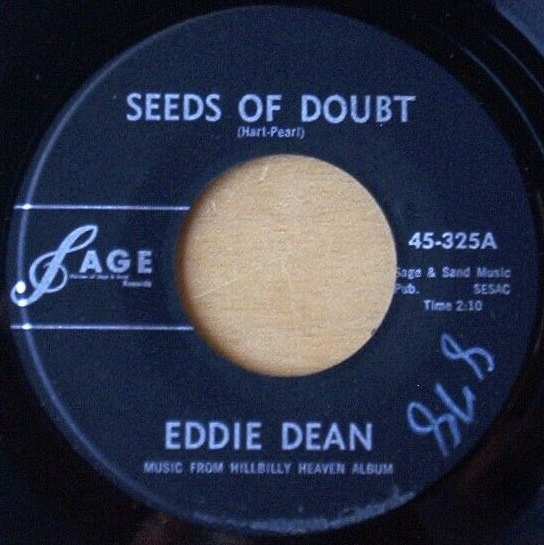 SEEDS OF DOUBT
(Hart-Pearl)
SAGE
Records
45-325A
Sage & Sand Music
Pub. SESAC
Time 2:10
EDDIE DEAN
MUSIC FROM HILLBILLY HEAVEN ALBUM